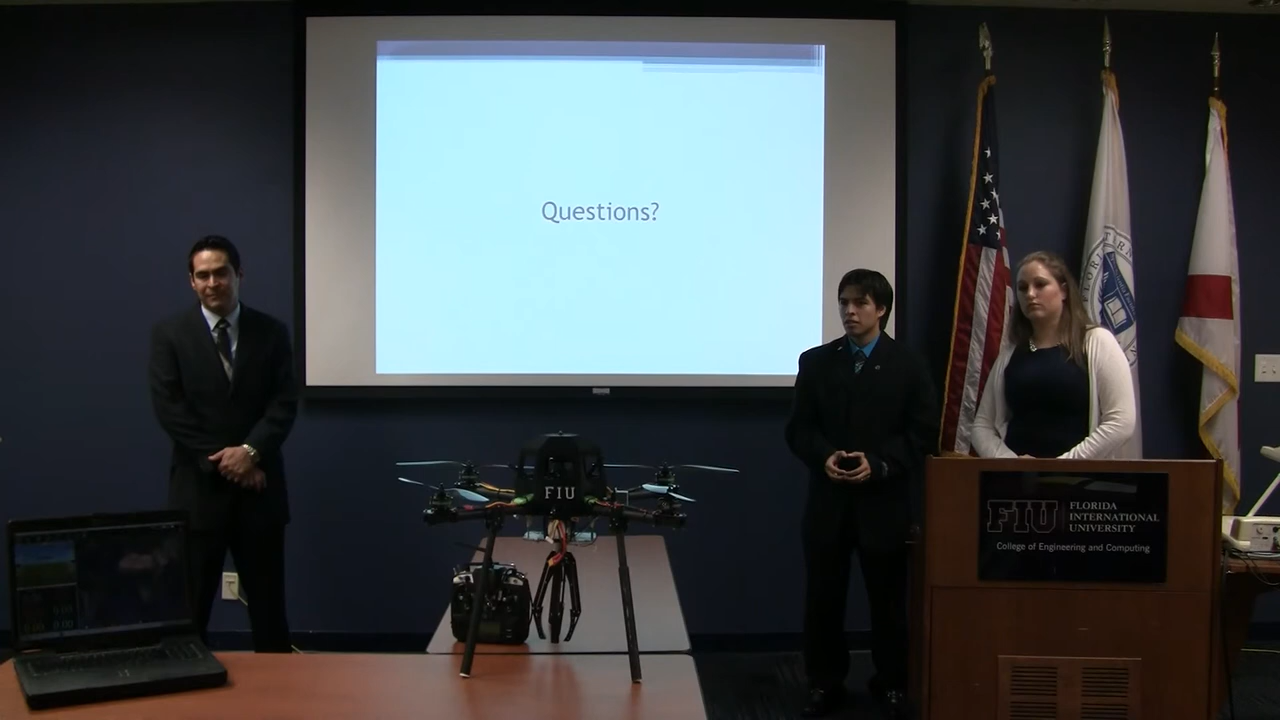 Questions?
FIU
FIU
FLORIDA
INTERNATIONAL
UNIVERSITY
College of Engineering and Computing